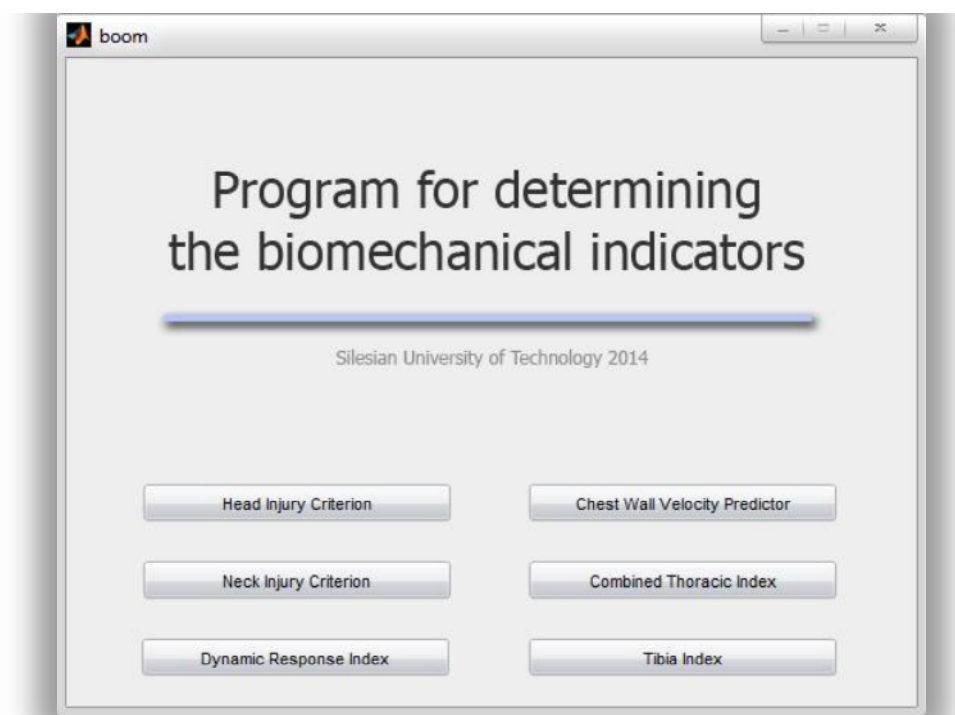 boom
Program for determining
the biomechanical indicators
Silesian University of Technology 2014
Head Injury Criterion
Chest Wall Velocity Predictor
Neck Injury Criterion
Combined Thoracic Index
Dynamic Response Index
Tibia Index